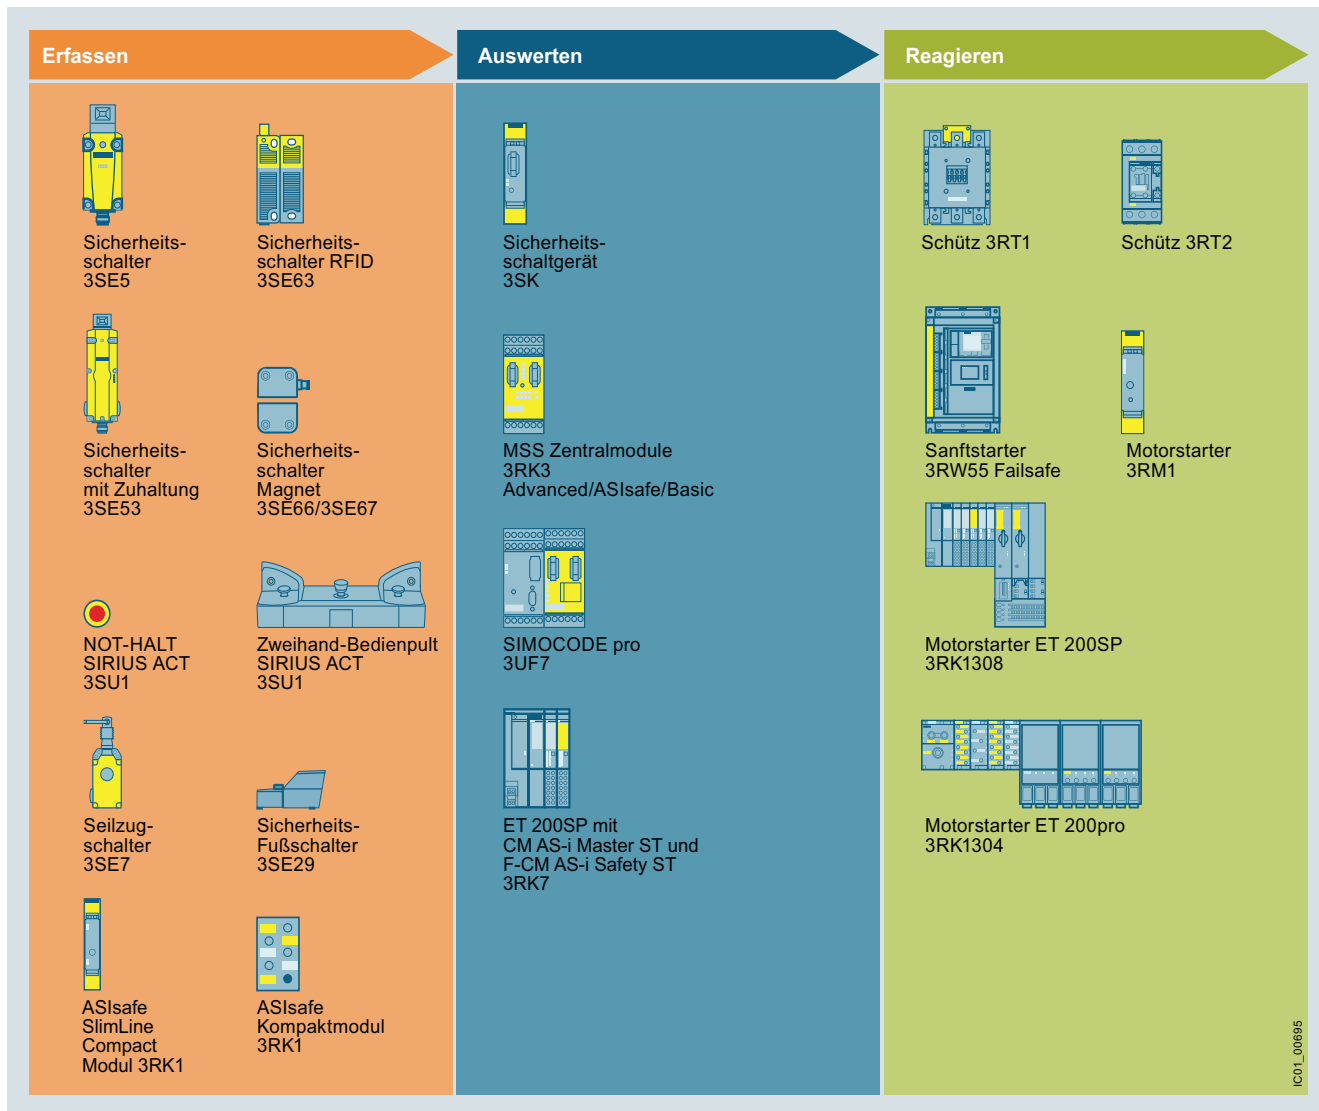 Erfassen
Sicherheits-
schalter
3SE5
Sicherheits-
schalter RFID
3SE63
Sicherheits-
schalter
mit Zuhaltung
3SE53
Sicherheits-
schalter
Magnet
3SE66/3SE67
NOT-HALT
SIRIUS ACT
3SU1
Zweihand-Bedienpult
SIRIUS ACT
3SU1
Seilzug-
schalter
3SE7
Sicherheits-
Fußschalter
3SE29
ASIsafe
SlimLine
Compact
Modul 3RK1
ASIsafe
Kompaktmodul
3RK1
Auswerten
Sicherheits-
schaltgerät
3SK
MSS Zentralmodule
3RK3
Advanced/ASIsafe/Basic
SIMOCODE pro
3UF7
ET 200SP mit
CM AS-i Master ST und
F-CM AS-i Safety ST
3RK7
Reagieren
Schütz 3RT1
Schütz 3RT2
Sanftstarter
3RW55 Failsafe
Motorstarter
3RM1
Motorstarter ET 200SP
3RK1308
Motorstarter ET 200pro
3RK1304
IC01_00695